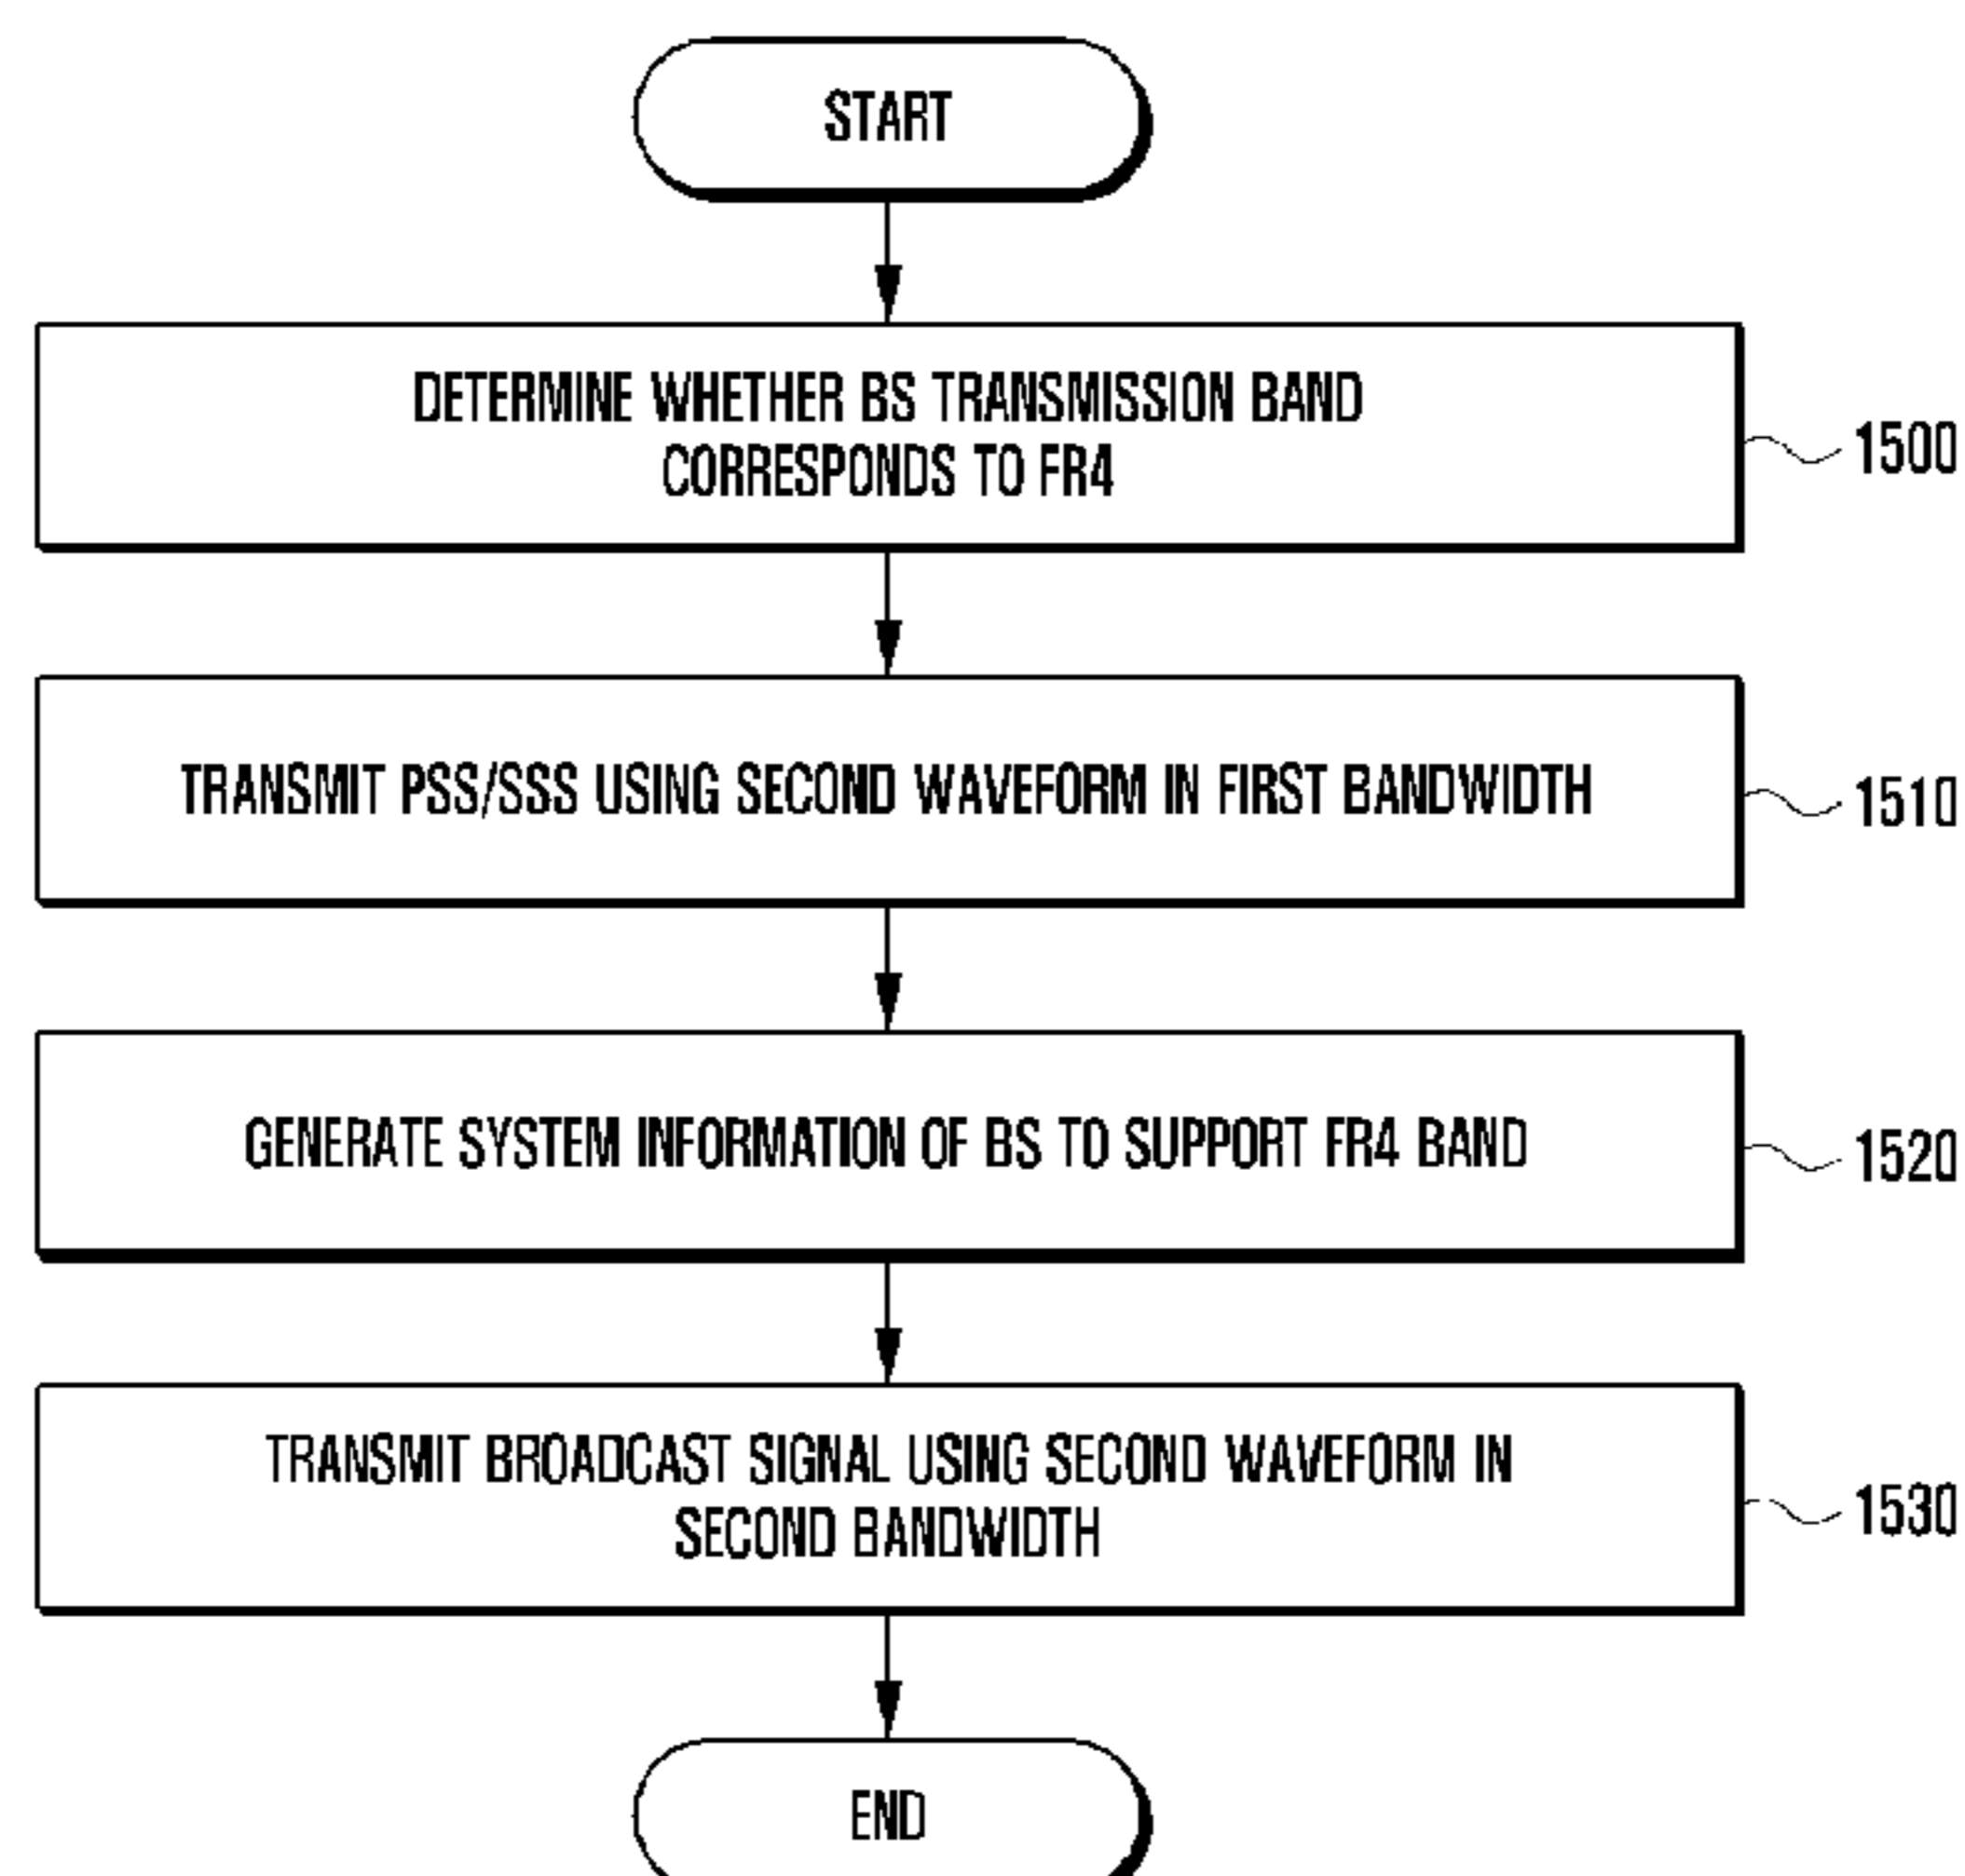 START
DETERMINE WHETHER BS TRANSMISSION BAND
CORRESPONDS TO FR4
1500
TRANSMIT PSS/SSS USING SECOND WAVEFORM IN FIRST BANDWIDTH
1510
GENERATE SYSTEM INFORMATION OF BS TO SUPPORT FR4 BAND
1520
TRANSMIT BROADCAST SIGNAL USING SECOND WAVEFORM IN
SECOND BANDWIDTH
1530
END